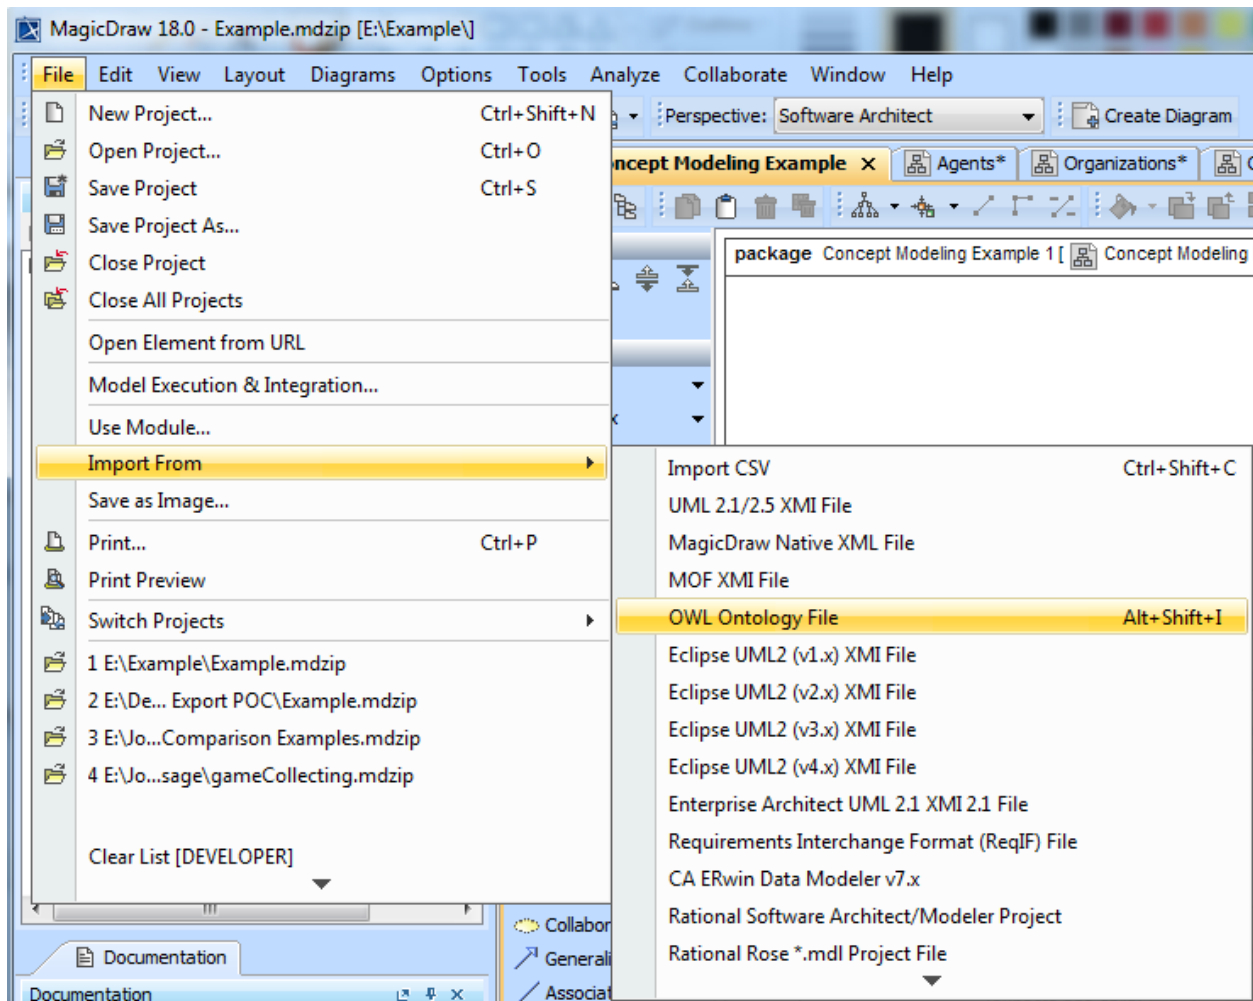 MagicDraw 18.0 - Example.mdzip [E:\Example\]
File Edit View Layout Diagrams Options Tools Analyze Collaborate Window Help
Perspective: Software Architect Create Diagram
New Project... Ctrl+Shift+N
Open Project... Ctrl+O
Save Project Ctrl+S
Save Project As...
Close Project
Close All Projects
Open Element from URL
Model Execution & Integration...
Use Module...
Import From
Save as Image...
Print... Ctrl+P
Print Preview
Switch Projects
1 E:\Example\Example.mdzip
2 E:\De... Export POC\Example.mdzip
3 E:\Jo...Comparison Examples.mdzip
4 E:\Jo...sage\gameCollecting.mdzip
Clear List [DEVELOPER]
oncept Modeling Example Agents* Organizations*
package Concept Modeling Example 1 [ Concept Modeling
Import CSV Ctrl+Shift+C
UML 2.1/2.5 XMI File
MagicDraw Native XML File
MOF XMI File
OWL Ontology File Alt+Shift+I
Eclipse UML2 (v1.x) XMI File
Eclipse UML2 (v2.x) XMI File
Eclipse UML2 (v3.x) XMI File
Eclipse UML2 (v4.x) XMI File
Enterprise Architect UML 2.1 XMI 2.1 File
Requirements Interchange Format (ReqIF) File
CA ERwin Data Modeler v7.x
Rational Software Architect/Modeler Project
Rational Rose *.mdl Project File
Documentation
Documentation
Collabor
Generali
Associat